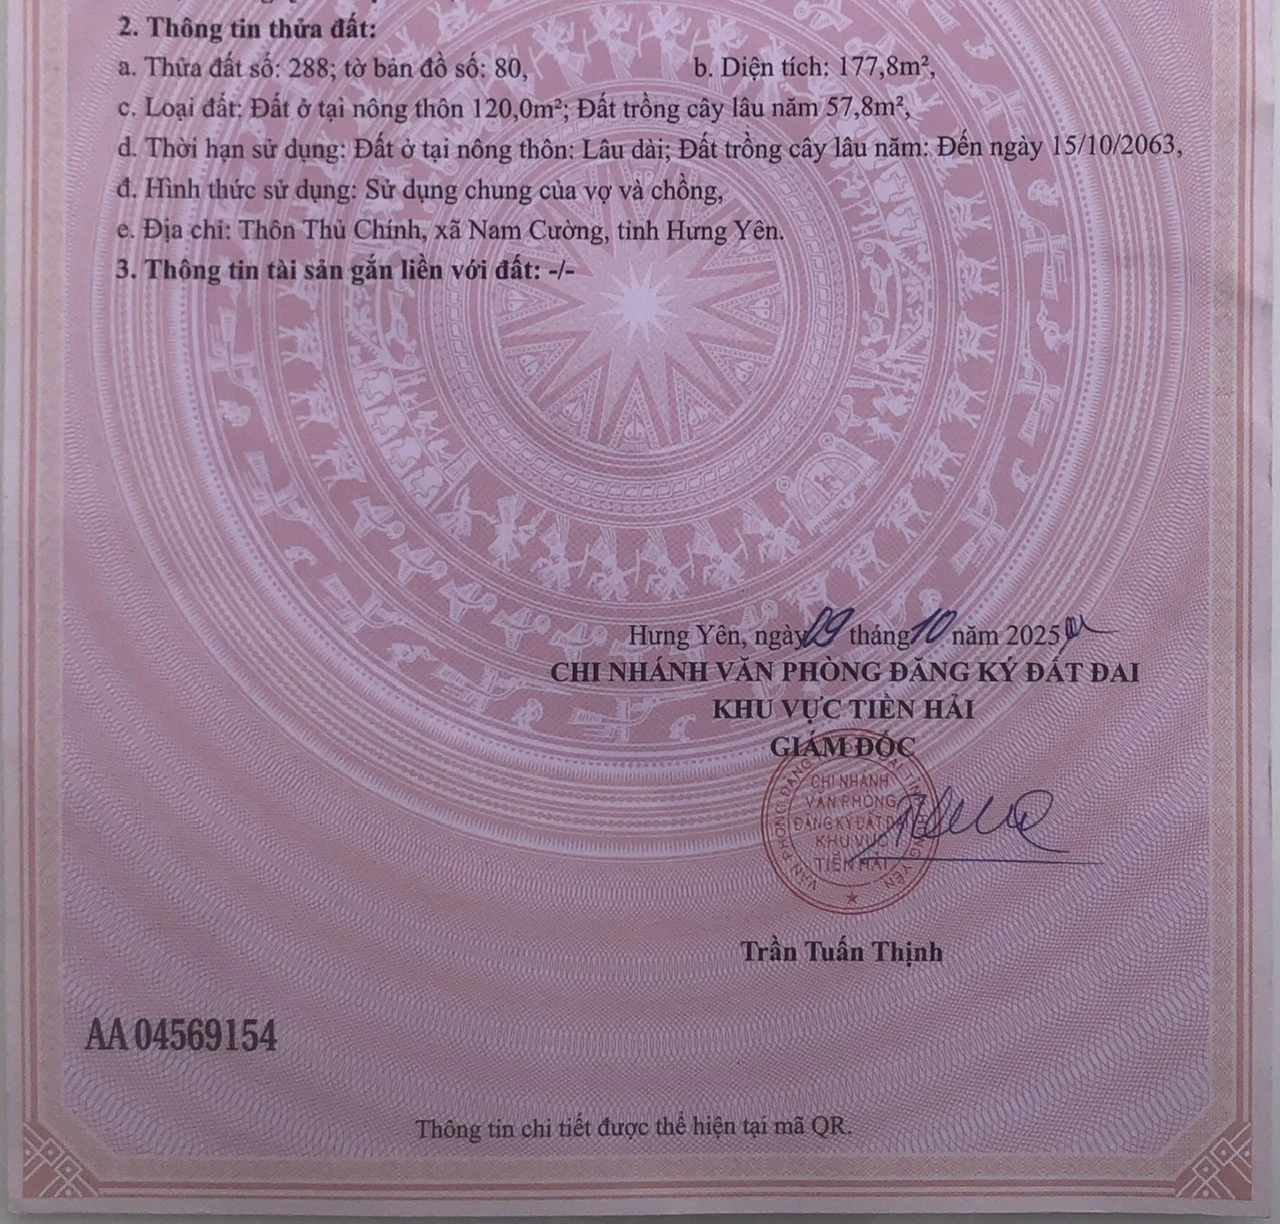 2. Thông tin thửa đất:
a. Thửa đất số: 288; tờ bản đồ số: 80, b. Diện tích: 177,8m²,
c. Loại đất: Đất ở tại nông thôn 120,0m²; Đất trồng cây lâu năm 57,8m²,
d. Thời hạn sử dụng: Đất ở tại nông thôn: Lâu dài; Đất trồng cây lâu năm: Đến ngày 15/10/2063,
đ. Hình thức sử dụng: Sử dụng chung của vợ và chồng,
e. Địa chỉ: Thôn Thủ Chính, xã Nam Cường, tỉnh Hưng Yên.
3. Thông tin tài sản gắn liền với đất: -/-
Hưng Yên, ngày 09 tháng 10 năm 2025
CHI NHÁNH VĂN PHÒNG ĐĂNG KÝ ĐẤT ĐAI
KHU VỰC TIỀN HẢI
GIÁM ĐỐC
CHI NHÁNH
VĂN PHÒNG
ĐĂNG KÝ ĐẤT
KHU VỰC
TIỀN HẢI
Trần Tuấn Thịnh
AA 04569154
Thông tin chi tiết được thể hiện tại mã QR.